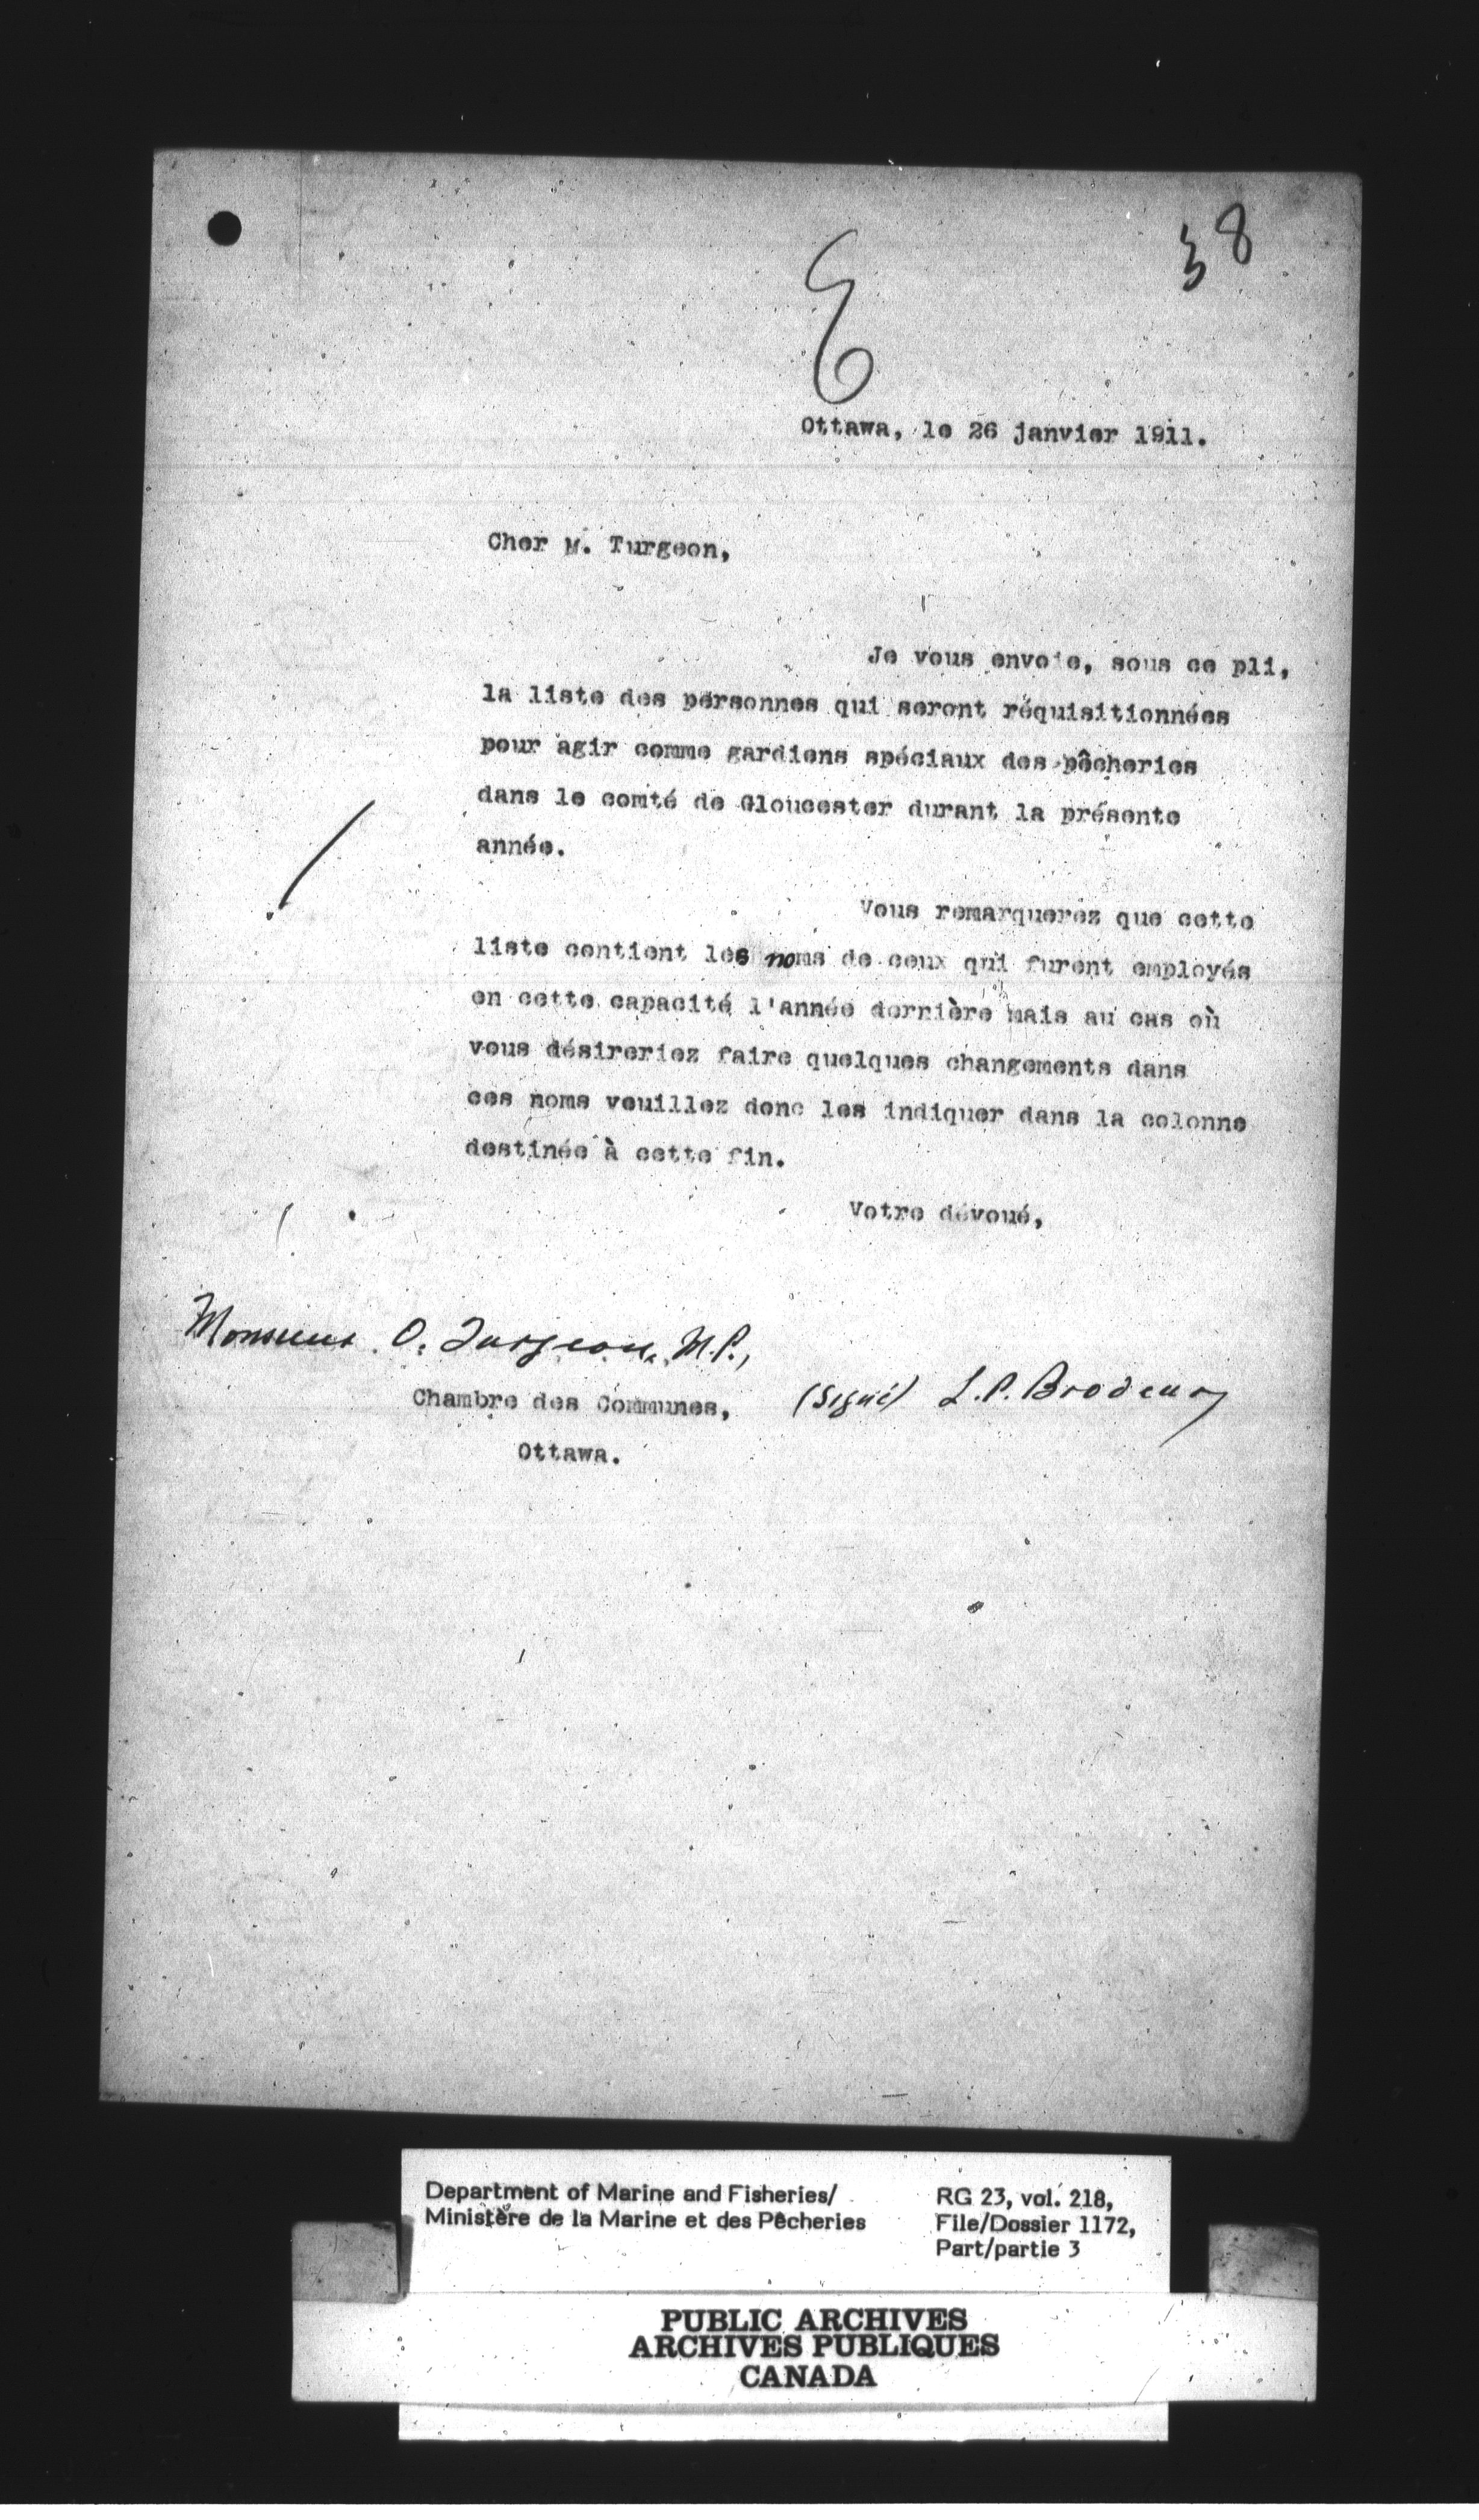 38
E
Ottawa, le 26 janvier 1911.
Cher M. Turgeon,
Je vous envoie, sous ce pli,
la liste des personnes qui seront réquisitionnées
pour agir comme gardiens spéciaux des pêcheries
dans le comté de Gloucester durant la présente
année.
Vous remarquerez que cette
liste contient les noms de ceux qui furent employés
en cette capacité l'année dernière mais au cas où
vous désireriez faire quelques changements dans
ces noms veuillez donc les indiquer dans la colonne
destinée à cette fin.
Votre dévoué,
Monsieur O. Turgeon, M.P.,
Chambre des Communes,
(Signé) L.P. Brodeur
Ottawa.
Department of Marine and Fisheries/
Ministère de la Marine et des Pêcheries
RG 23, vol. 218,
File/Dossier 1172,
Part/partie 3
PUBLIC ARCHIVES
ARCHIVES PUBLIQUES
CANADA